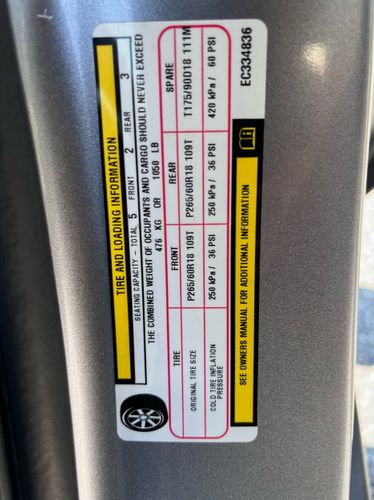 TIRE AND LOADING INFORMATION
SEATING CAPACITY - TOTAL 5 FRONT 2 REAR 3
THE COMBINED WEIGHT OF OCCUPANTS AND CARGO SHOULD NEVER EXCEED
476 KG OR 1050 LB
TIRE FRONT REAR SPARE
ORIGINAL TIRE SIZE P265/60R18 109T P265/60R18 109T T175/90D18 111M
COLD TIRE INFLATION PRESSURE 250 kPa / 36 PSI 250 kPa / 36 PSI 420 kPa / 60 PSI
SEE OWNERS MANUAL FOR ADDITIONAL INFORMATION
EC334836